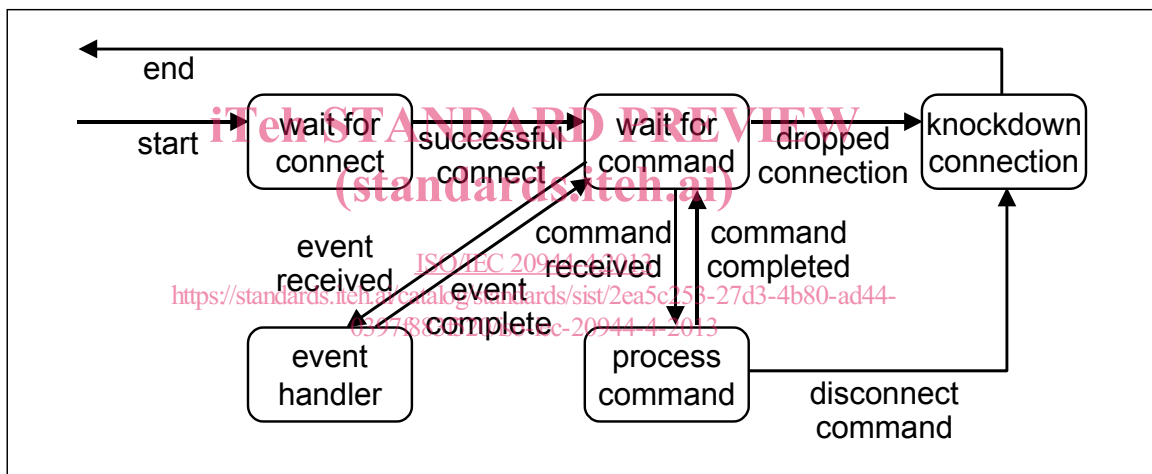 end
start
wait for
connect
successful
connect
wait for
command
dropped
connection
knockdown
connection
iTeh STANDARD PREVIEW
(standards.iteh.ai)
event
received
event
complete
command
received
command
completed
ISO/IEC 20944-4:2013
https://standards.iteh.ai/catalog/standards/sist/2ea5c253-27d3-4b80-ad44-
event
handler
process
command
disconnect
command